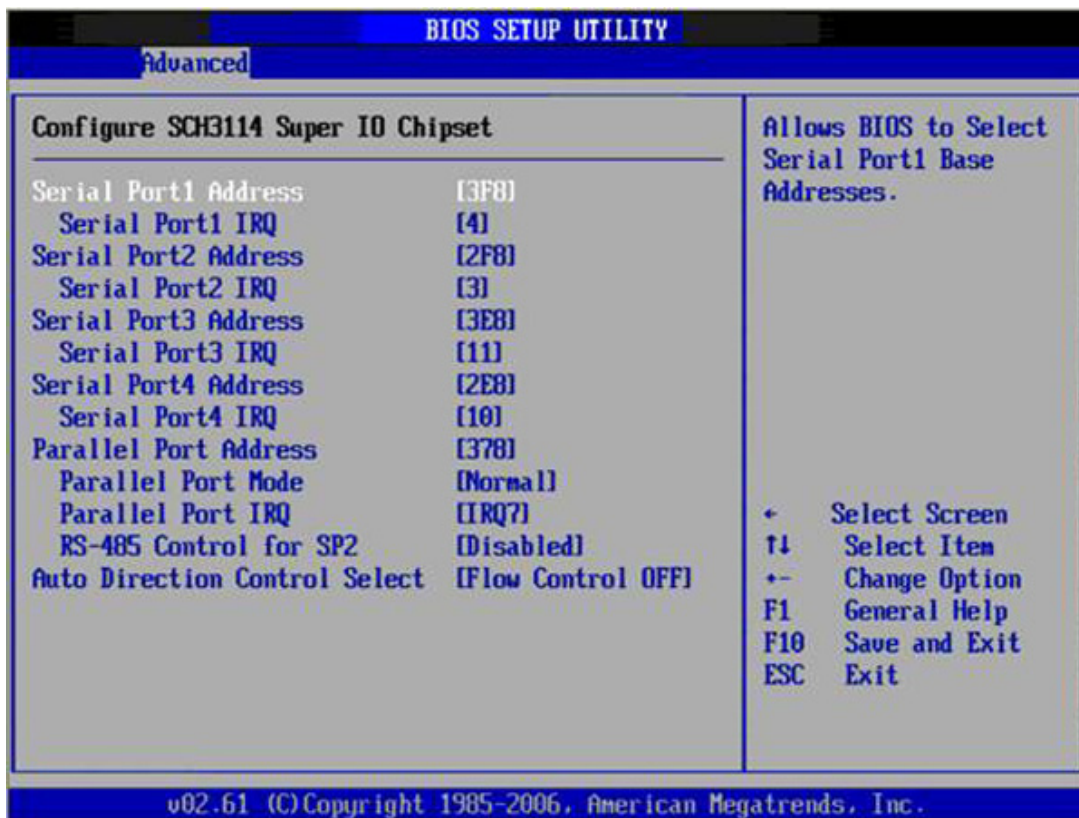 BIOS SETUP UTILITY
Advanced
Configure SCH3114 Super IO Chipset
Serial Port1 Address [3F8]
Serial Port1 IRQ [4]
Serial Port2 Address [2F8]
Serial Port2 IRQ [3]
Serial Port3 Address [3E8]
Serial Port3 IRQ [11]
Serial Port4 Address [2E8]
Serial Port4 IRQ [10]
Parallel Port Address [378]
Parallel Port Mode [Normal]
Parallel Port IRQ [IRQ7]
RS-485 Control for SP2 [Disabled]
Auto Direction Control Select [Flow Control OFF]
Allows BIOS to Select
Serial Port1 Base
Addresses.
← Select Screen
↑↓ Select Item
+- Change Option
F1 General Help
F10 Save and Exit
ESC Exit
v02.61 (C)Copyright 1985-2006, American Megatrends, Inc.